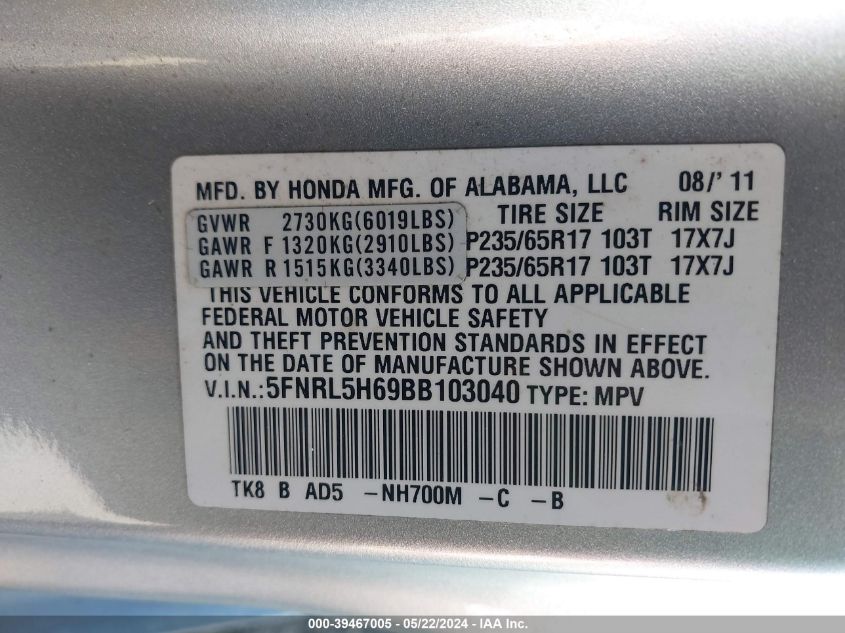 MFD. BY HONDA MFG. OF ALABAMA, LLC 08/'11
TIRE SIZE RIM SIZE
GVWR 2730KG(6019LBS)
GAWR F 1320KG(2910LBS) P235/65R17 103T 17X7J
GAWR R 1515KG(3340LBS) P235/65R17 103T 17X7J
THIS VEHICLE CONFORMS TO ALL APPLICABLE
FEDERAL MOTOR VEHICLE SAFETY
AND THEFT PREVENTION STANDARDS IN EFFECT
ON THE DATE OF MANUFACTURE SHOWN ABOVE.
V.I.N.:5FNRL5H69BB103040 TYPE: MPV
TK8 B AD5 -NH700M -C -B
000-39467005 - 05/22/2024 - IAA Inc.